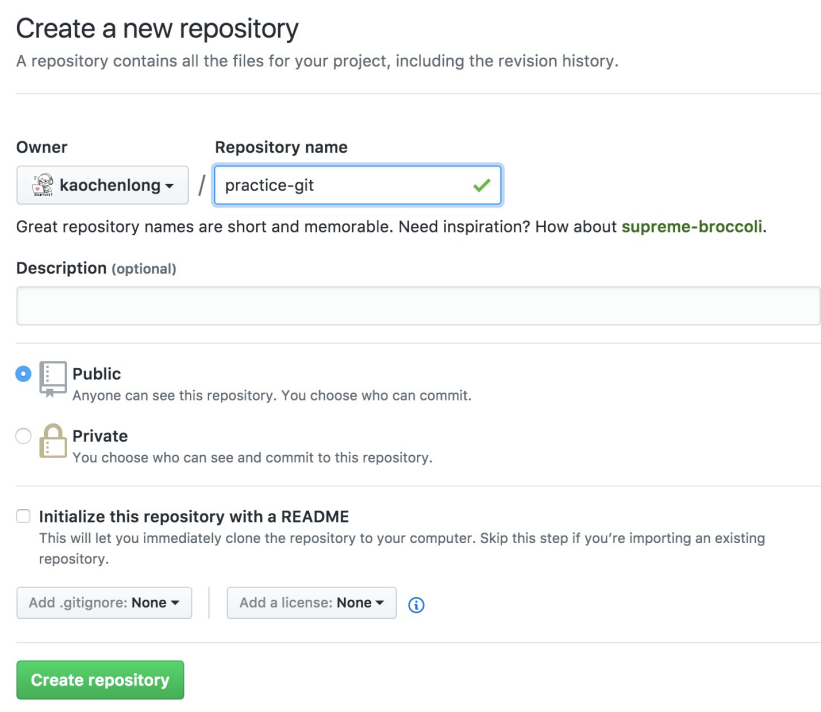 Create a new repository
A repository contains all the files for your project, including the revision history.
Owner
Repository name
kaochenlong
/
practice-git
Great repository names are short and memorable. Need inspiration? How about supreme-broccoli.
Description (optional)
Public
Anyone can see this repository. You choose who can commit.
Private
You choose who can see and commit to this repository.
Initialize this repository with a README
This will let you immediately clone the repository to your computer. Skip this step if you’re importing an existing
repository.
Add .gitignore: None
Add a license: None
Create repository